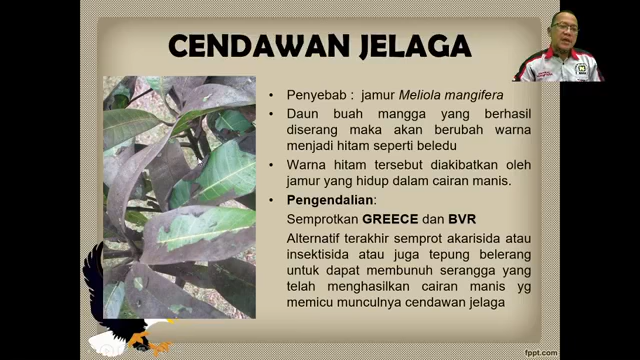 CENDAWAN JELAGA
• Penyebab : jamur Meliola mangifera
• Daun buah mangga yang berhasil
diserang maka akan berubah warna
menjadi hitam seperti beledu
• Warna hitam tersebut diakibatkan oleh
jamur yang hidup dalam cairan manis.
• Pengendalian:
Semprotkan GREECE dan BVR
Alternatif terakhir semprot akarisida atau
insektisida atau juga tepung belerang
untuk dapat membunuh serangga yang
telah menghasilkan cairan manis yg
memicu munculnya cendawan jelaga
fppt.com